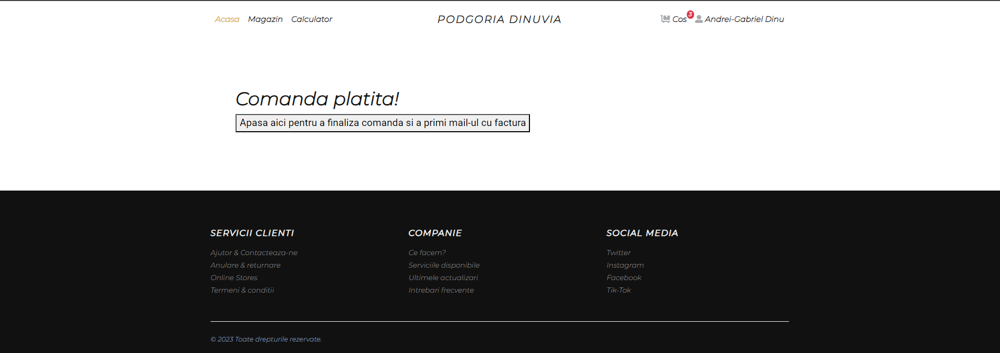 Acasa Magazin Calculator PODGORIA DINUVIA Cos 3 Andrei-Gabriel Dinu
Comanda platita!
Apasa aici pentru a finaliza comanda si a primi mail-ul cu factura
SERVICII CLIENTI
Ajutor & Contacteaza-ne
Anulare & returnare
Online Stores
Termeni & conditii
COMPANIE
Ce facem?
Serviciile disponibile
Ultimele actualizari
Intrebari frecvente
SOCIAL MEDIA
Twitter
Instagram
Facebook
Tik-Tok
© 2023 Toate drepturile rezervate.